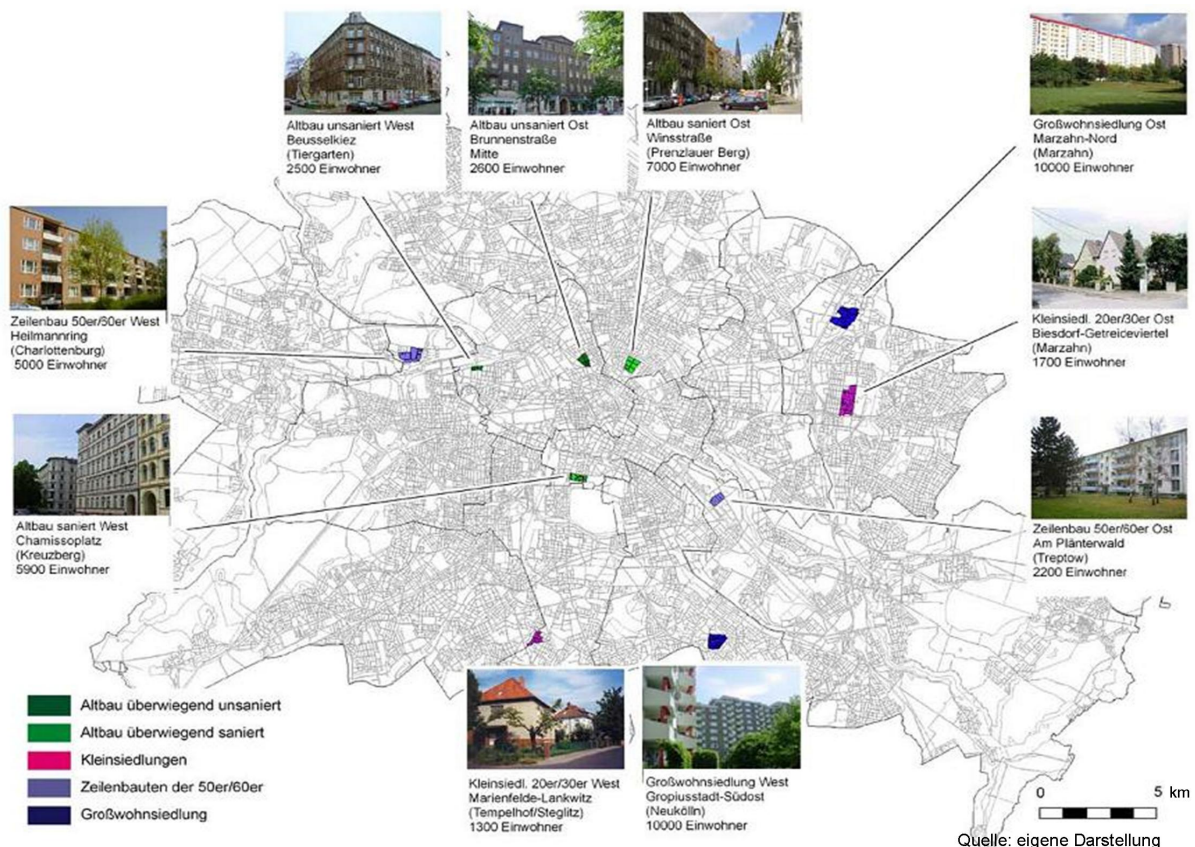 Altbau unsaniert West
Beusselkiez
(Tiergarten)
2500 Einwohner
Altbau unsaniert Ost
Brunnenstraße
Mitte
2600 Einwohner
Altbau saniert Ost
Winsstraße
(Prenzlauer Berg)
7000 Einwohner
Großwohnsiedlung Ost
Marzahn-Nord
(Marzahn)
10000 Einwohner
Zeilenbau 50er/60er West
Heilmannring
(Charlottenburg)
5000 Einwohner
Kleinsiedl. 20er/30er Ost
Biesdorf-Getreiceviertel
(Marzahn)
1700 Einwohner
Altbau saniert West
Chamissoplatz
(Kreuzberg)
5900 Einwohner
Zeilenbau 50er/60er Ost
Am Plänterwald
(Treptow)
2200 Einwohner
Kleinsiedl. 20er/30er West
Marienfelde-Lankwitz
(Tempelhof/Steglitz)
1300 Einwohner
Großwohnsiedlung West
Gropiusstadt-Südost
(Neukölln)
10000 Einwohner
Altbau überwiegend unsaniert
Altbau überwiegend saniert
Kleinsiedlungen
Zeilenbauten der 50er/60er
Großwohnsiedlung
0 5 km
Quelle: eigene Darstellung